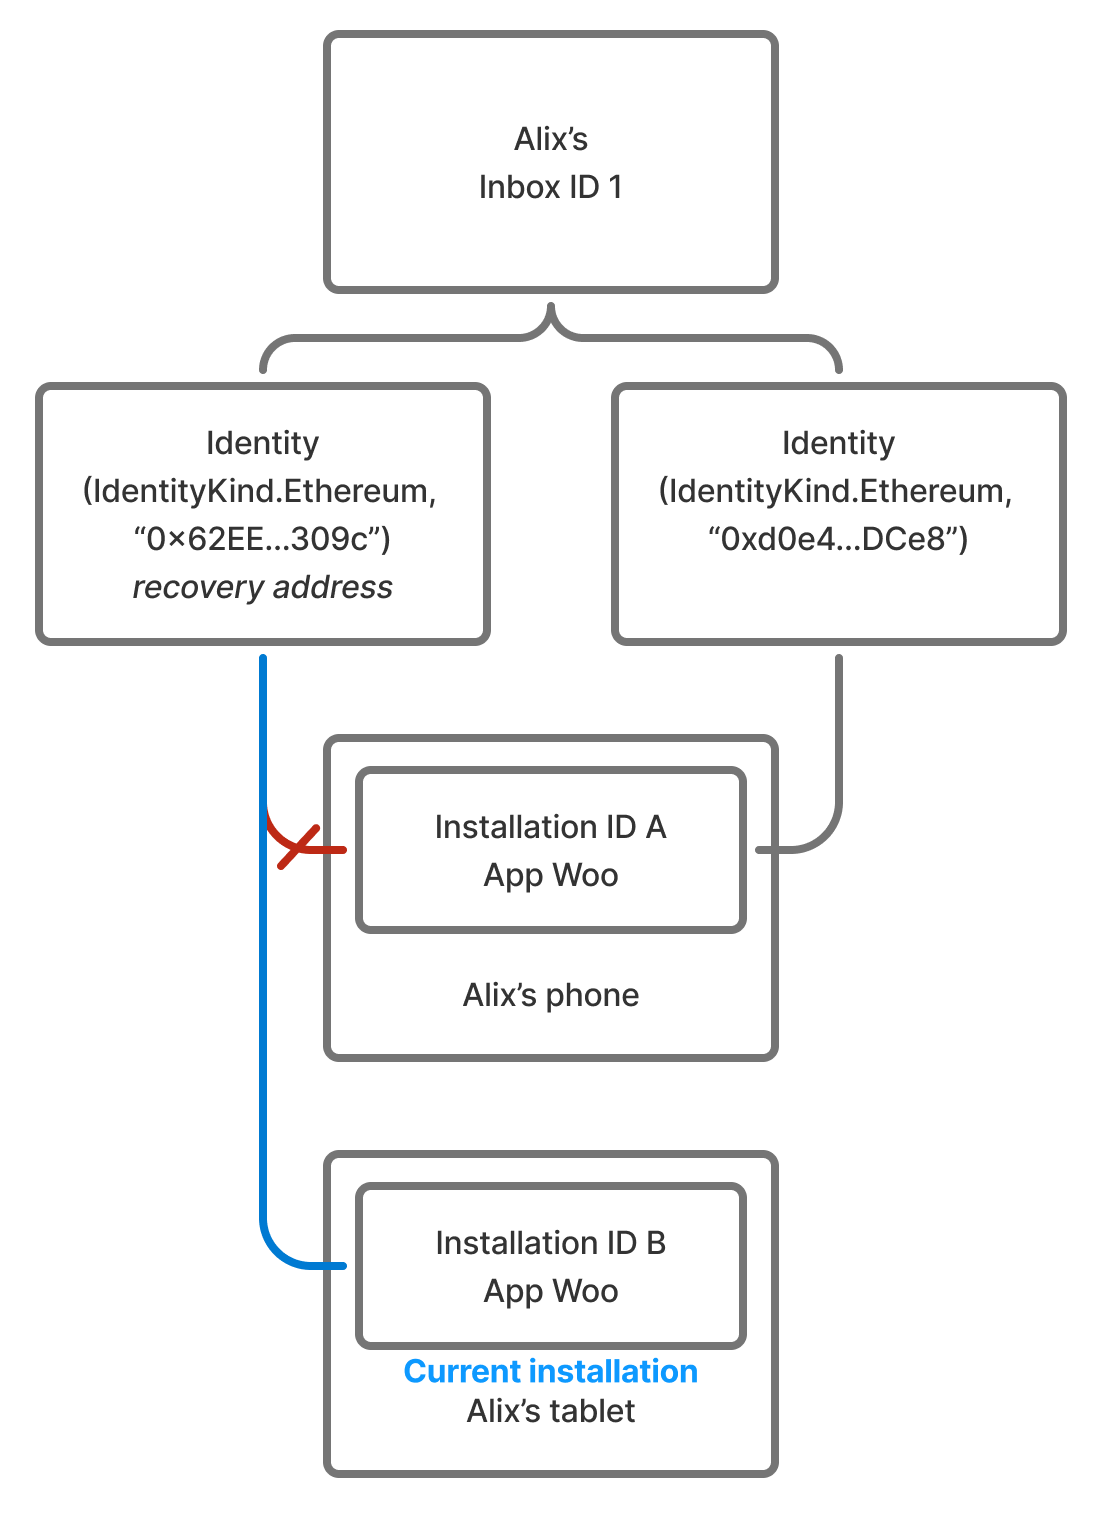 Alix’s
Inbox ID 1
Identity
(IdentityKind.Ethereum,
“0×62EE...309c”)
recovery address
Identity
(IdentityKind.Ethereum,
“0xd0e4...DCe8”)
Installation ID A
App Woo
Alix’s phone
Installation ID B
App Woo
Current installation
Alix’s tablet